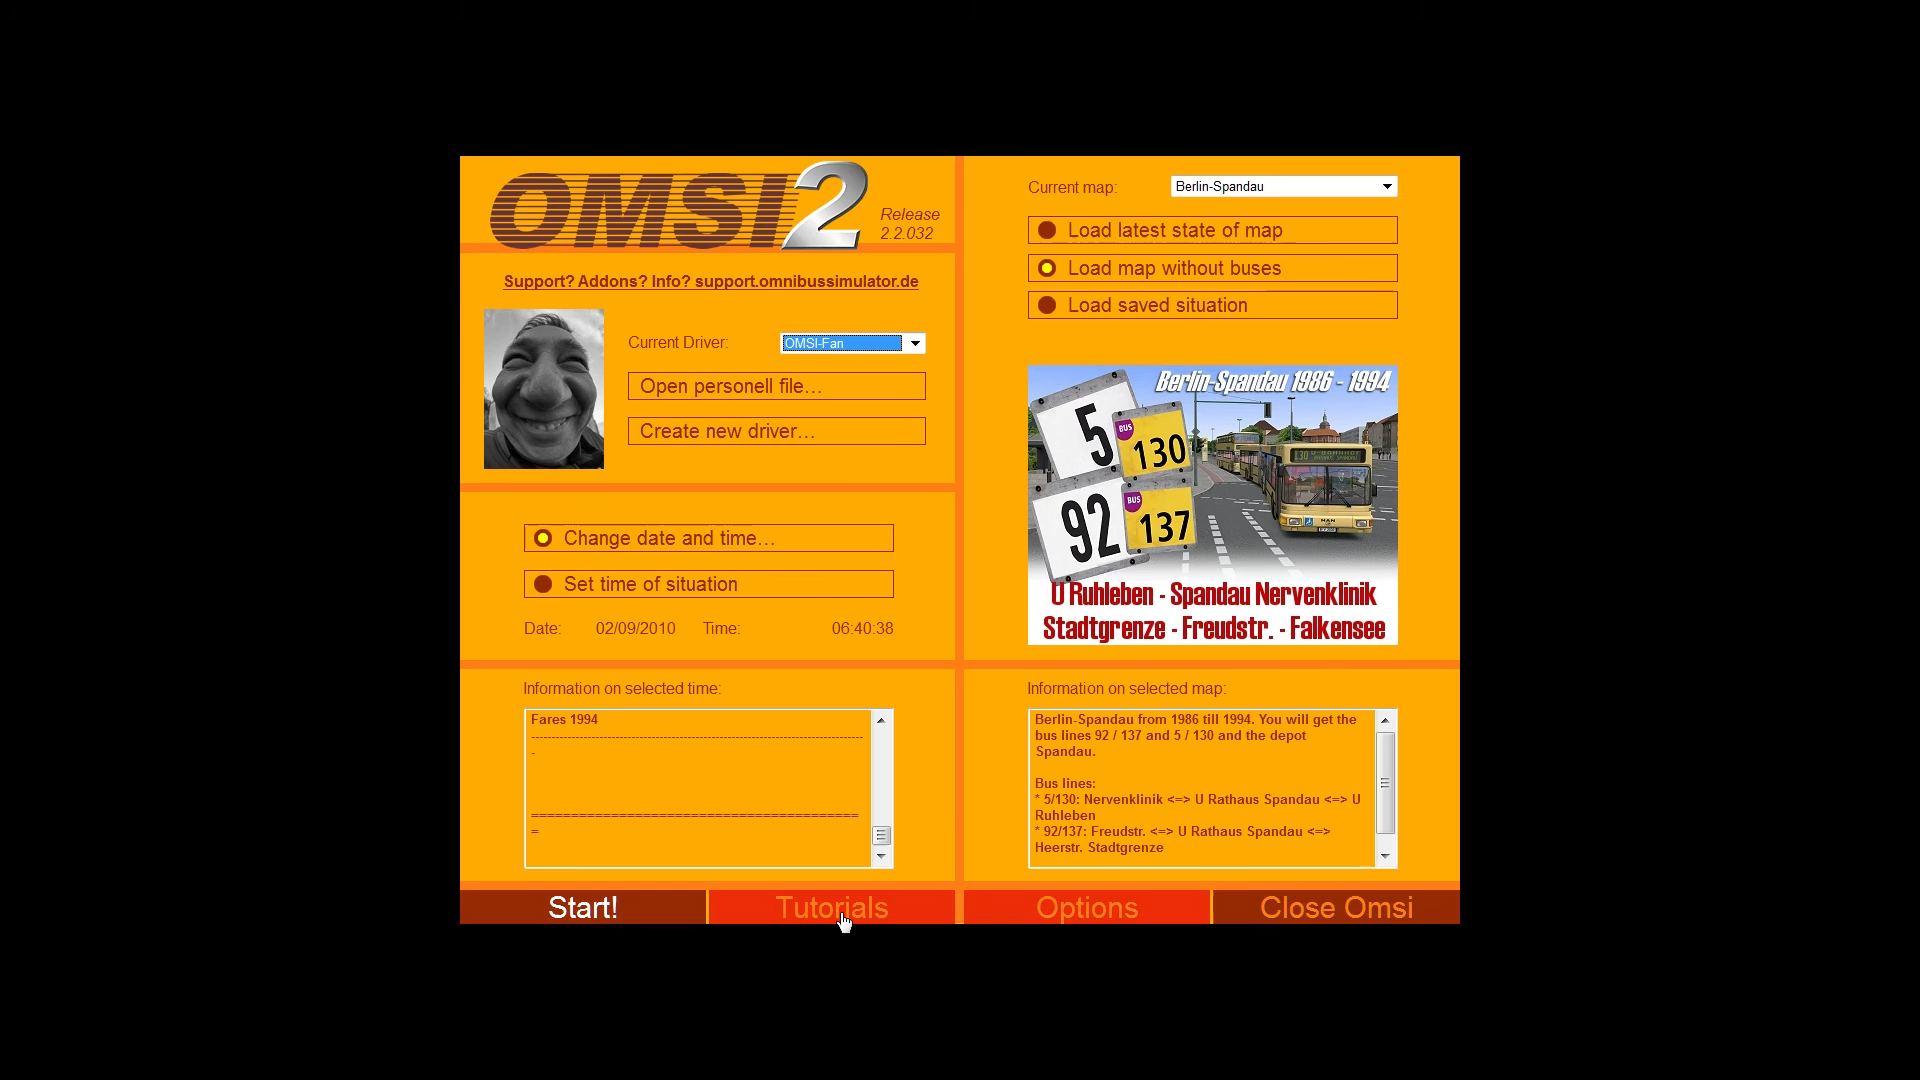 OMSI 2
Release
2.2.032
Support? Addons? Info? support.omnibussimulator.de
Current Driver:
OMSI-Fan
Open personell file...
Create new driver...
Change date and time...
Set time of situation
Date: 02/09/2010 Time: 06:40:38
Information on selected time:
Fares 1994
--------------------------------------------------------------------------------
-
==========================================
=
Current map: Berlin-Spandau
Load latest state of map
Load map without buses
Load saved situation
Berlin-Spandau 1986 - 1994
5
BUS
130
92
BUS
137
MAN
U Ruhleben - Spandau Nervenklinik
Stadtgrenze - Freudstr. - Falkensee
Information on selected map:
Berlin-Spandau from 1986 till 1994. You will get the
bus lines 92 / 137 and 5 / 130 and the depot
Spandau.
Bus lines:
* 5/130: Nervenklinik <=> U Rathaus Spandau <=> U
Ruhleben
* 92/137: Freudstr. <=> U Rathaus Spandau <=>
Heerstr. Stadtgrenze
Start!
Tutorials
Options
Close Omsi